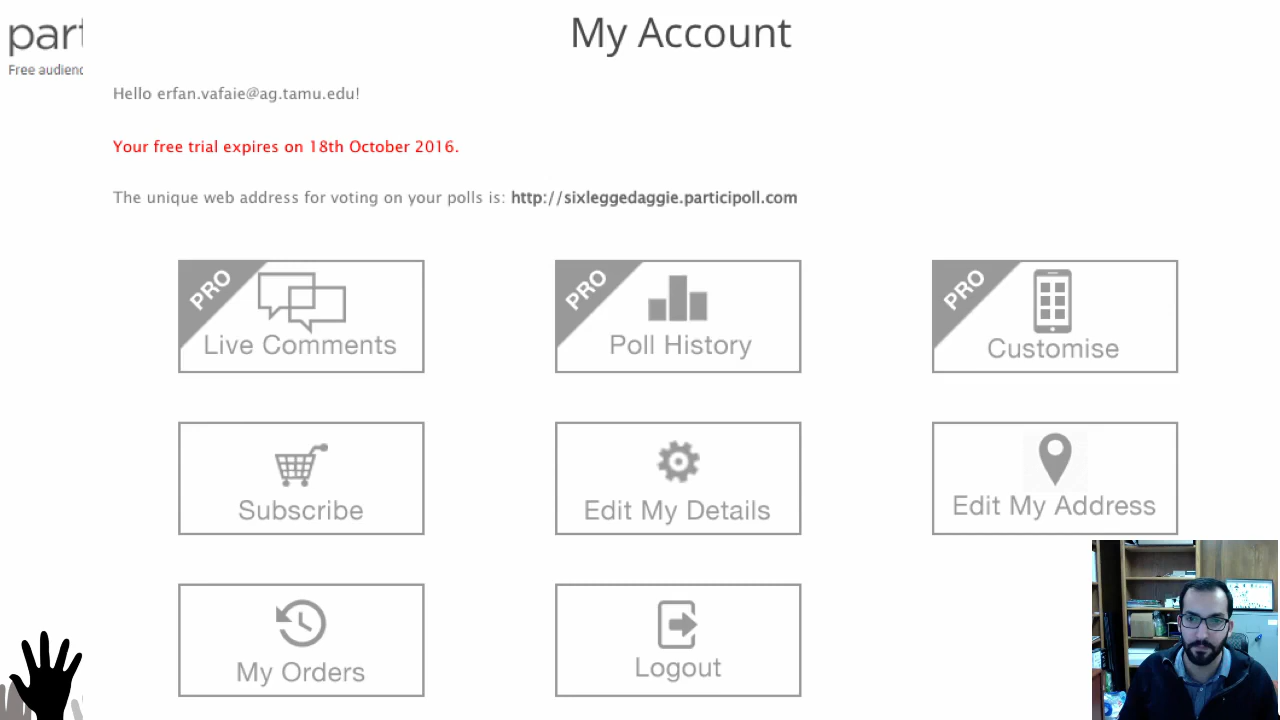 My Account
part
Free audienc
Hello erfan.vafaie@ag.tamu.edu!
Your free trial expires on 18th October 2016.
The unique web address for voting on your polls is: http://sixleggedaggie.participoll.com
PRO
Live Comments
PRO
Poll History
PRO
Customise
Subscribe
Edit My Details
Edit My Address
My Orders
Logout